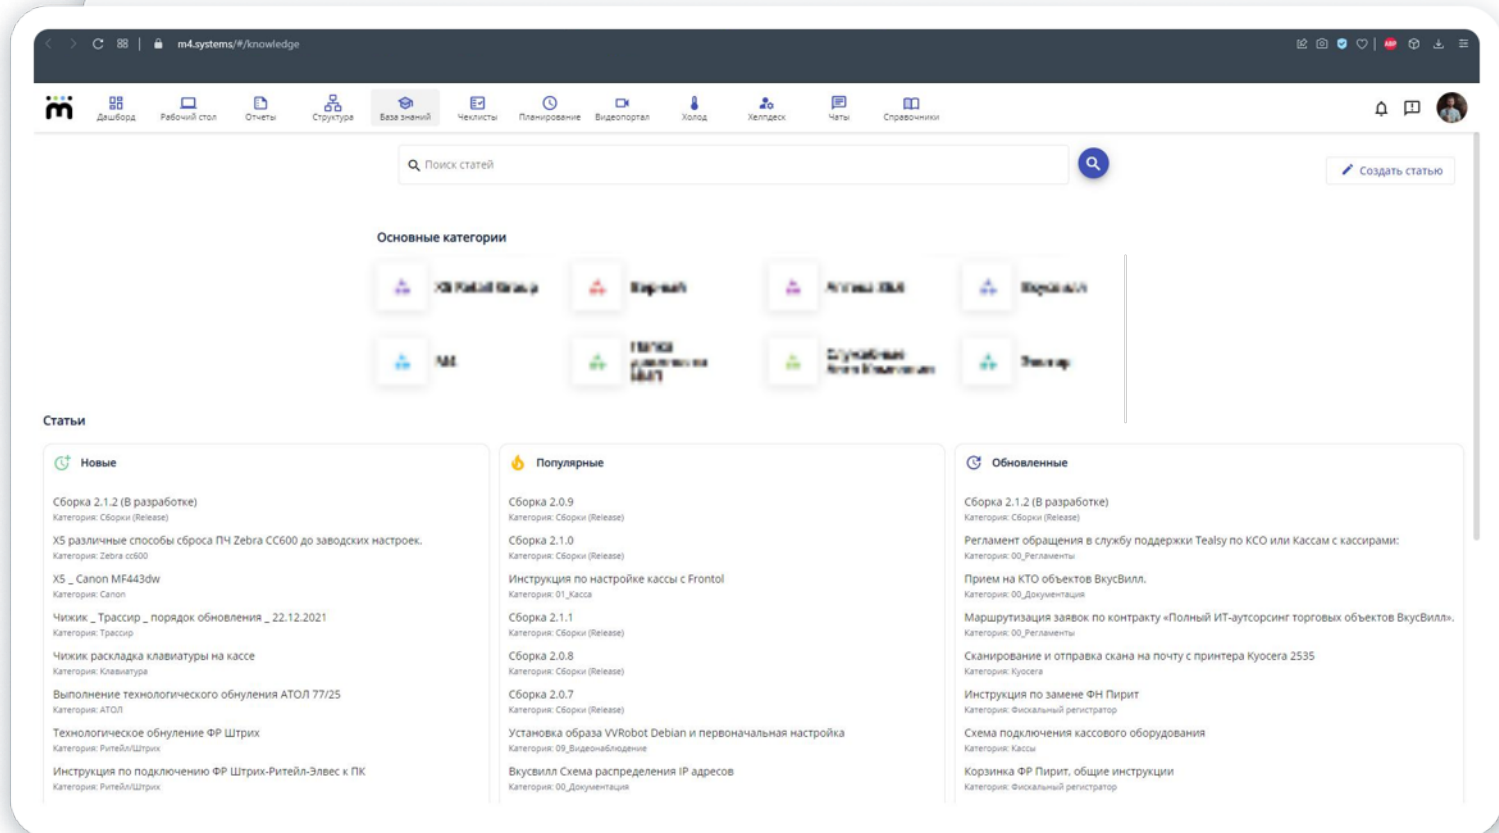 m4.systems/#/knowledge
ABP
m
Дашборд
Рабочий стол
Отчеты
Структура
База знаний
Чеклисты
Планирование
Видеопортал
Холод
Хелпдеск
Чаты
Справочники
Поиск статей
Создать статью
Основные категории
X5 Retail Group
Верный
Вкусвилл
М4
Статьи
Новые
Сборка 2.1.2 (В разработке)
Категория: Сборки (Release)
X5 различные способы сброса ПЧ Zebra CC600 до заводских настроек.
Категория: Zebra cc600
X5 _ Canon MF443dw
Категория: Canon
Чижик _ Трассир _ порядок обновления _ 22.12.2021
Категория: Трассир
Чижик раскладка клавиатуры на кассе
Категория: Клавиатура
Выполнение технологического обнуления АТОЛ 77/25
Категория: АТОЛ
Технологическое обнуление ФР Штрих
Категория: Ритейл/Штрих
Инструкция по подключению ФР Штрих-Ритейл-Элвес к ПК
Категория: Ритейл/Штрих
Популярные
Сборка 2.0.9
Категория: Сборки (Release)
Сборка 2.1.0
Категория: Сборки (Release)
Инструкция по настройке кассы с Frontol
Категория: 01_Касса
Сборка 2.1.1
Категория: Сборки (Release)
Сборка 2.0.8
Категория: Сборки (Release)
Сборка 2.0.7
Категория: Сборки (Release)
Установка образа VVRobot Debian и первоначальная настройка
Категория: 09_Видеонаблюдение
Вкусвилл Схема распределения IP адресов
Категория: 00_Документация
Обновленные
Сборка 2.1.2 (В разработке)
Категория: Сборки (Release)
Регламент обращения в службу поддержки Tealsy по КСО или Кассам с кассирами:
Категория: 00_Регламенты
Прием на КТО объектов ВкусВилл.
Категория: 00_Документация
Маршрутизация заявок по контракту «Полный ИТ-аутсорсинг торговых объектов ВкусВилл».
Категория: 00_Регламенты
Сканирование и отправка скана на почту с принтера Kyocera 2535
Категория: Kyocera
Инструкция по замене ФН Пирит
Категория: Фискальный регистратор
Схема подключения кассового оборудования
Категория: Кассы
Корзинка ФР Пирит, общие инструкции
Категория: Фискальный регистратор